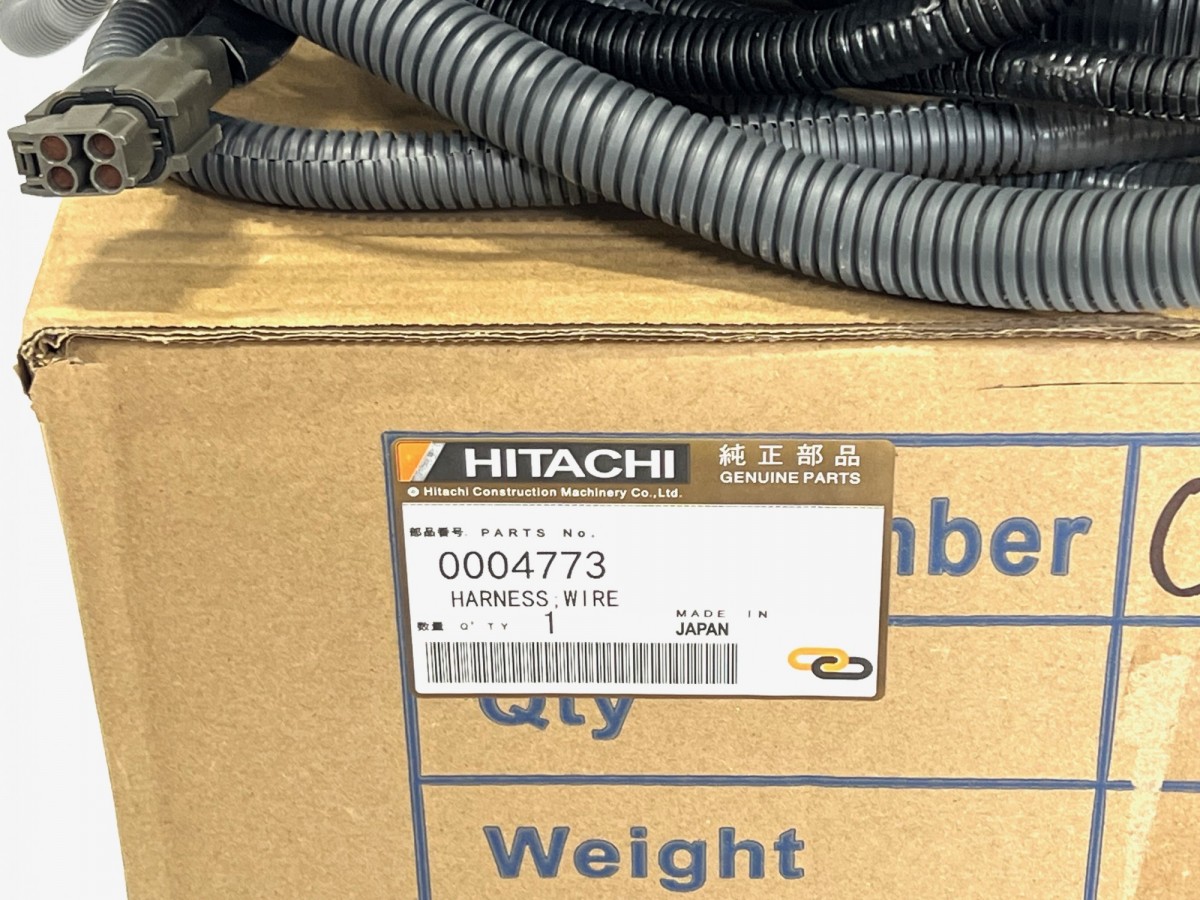 HITACHI 純正部品
GENUINE PARTS
Hitachi Construction Machinery Co.,Ltd.
部品番号. PARTS No.
0004773
HARNESS;WIRE
数量 Q'TY 1 MADE IN
JAPAN
mber
Qty
Weight